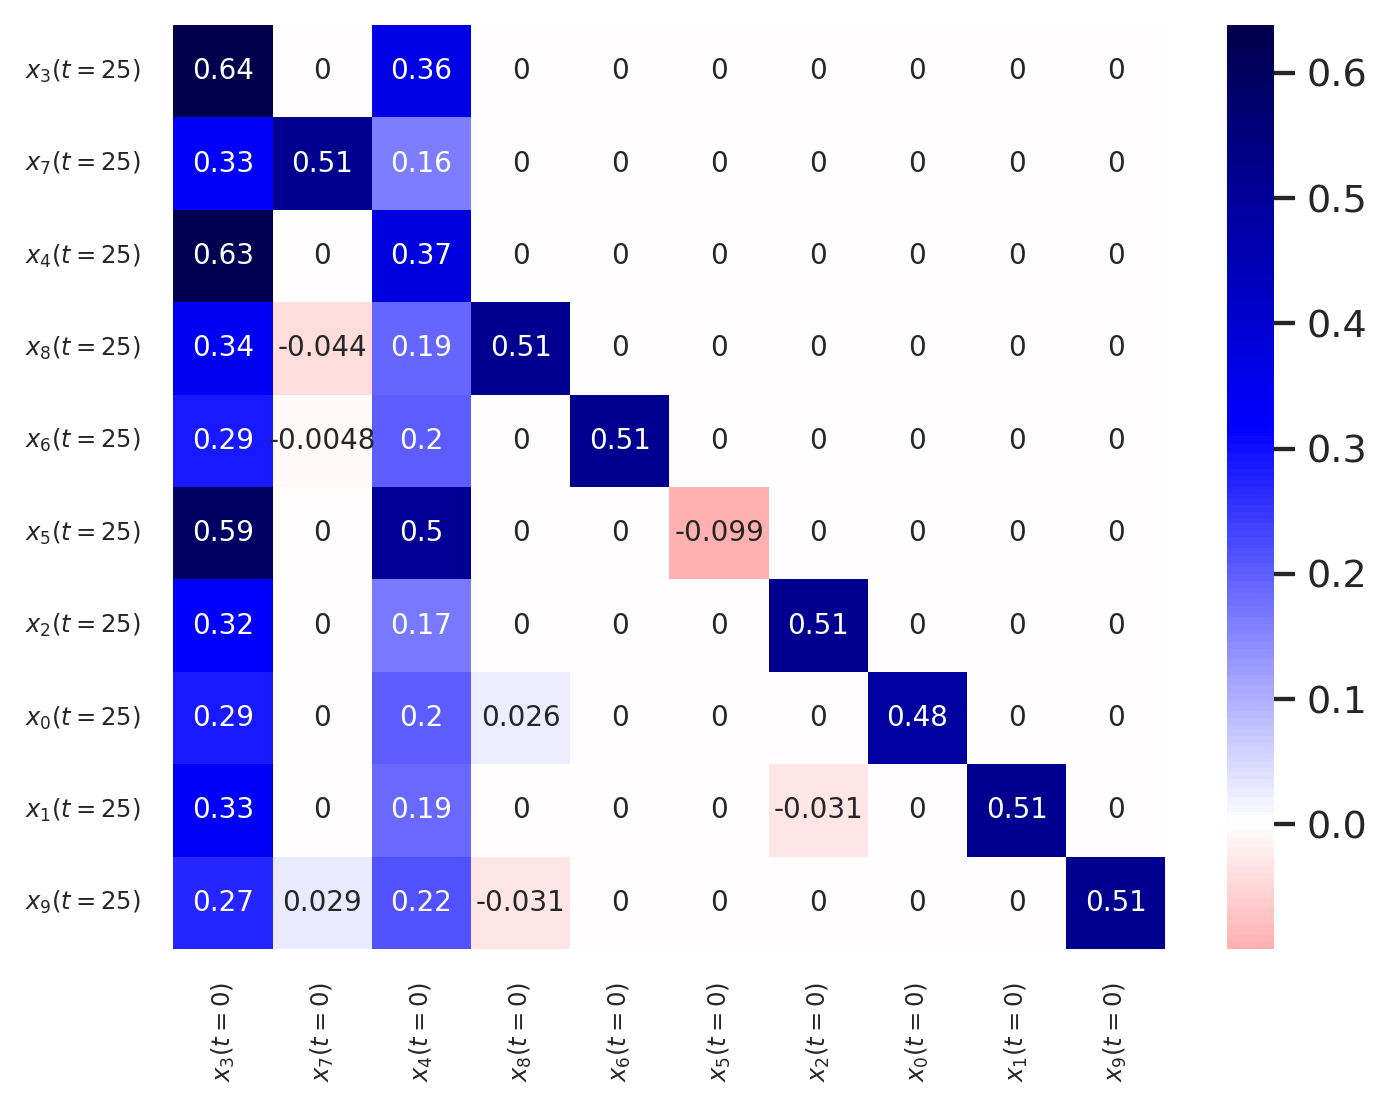 x₃(t = 25) 0.64 0 0.36 0 0 0 0 0 0 0
x₇(t = 25) 0.33 0.51 0.16 0 0 0 0 0 0 0
x₄(t = 25) 0.63 0 0.37 0 0 0 0 0 0 0
x₈(t = 25) 0.34 -0.044 0.19 0.51 0 0 0 0 0 0
x₆(t = 25) 0.29 -0.0048 0.2 0 0.51 0 0 0 0 0
x₅(t = 25) 0.59 0 0.5 0 0 -0.099 0 0 0 0
x₂(t = 25) 0.32 0 0.17 0 0 0 0.51 0 0 0
x₀(t = 25) 0.29 0 0.2 0.026 0 0 0 0.48 0 0
x₁(t = 25) 0.33 0 0.19 0 0 0 -0.031 0 0.51 0
x₉(t = 25) 0.27 0.029 0.22 -0.031 0 0 0 0 0 0.51
x₃(t = 0)
x₇(t = 0)
x₄(t = 0)
x₈(t = 0)
x₆(t = 0)
x₅(t = 0)
x₂(t = 0)
x₀(t = 0)
x₁(t = 0)
x₉(t = 0)
0.6
0.5
0.4
0.3
0.2
0.1
0.0